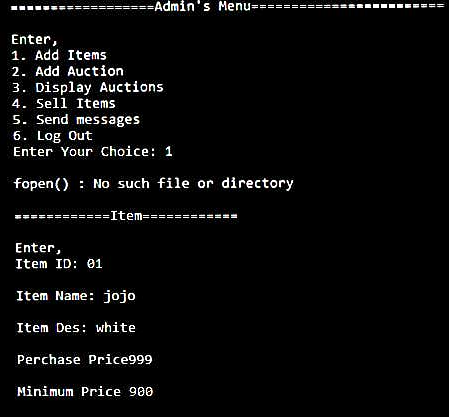 ==================Admin's Menu========================
Enter,
1. Add Items
2. Add Auction
3. Display Auctions
4. Sell Items
5. Send messages
6. Log Out
Enter Your Choice: 1
fopen() : No such file or directory
============Item============
Enter,
Item ID: 01
Item Name: jojo
Item Des: white
Perchase Price999
Minimum Price 900